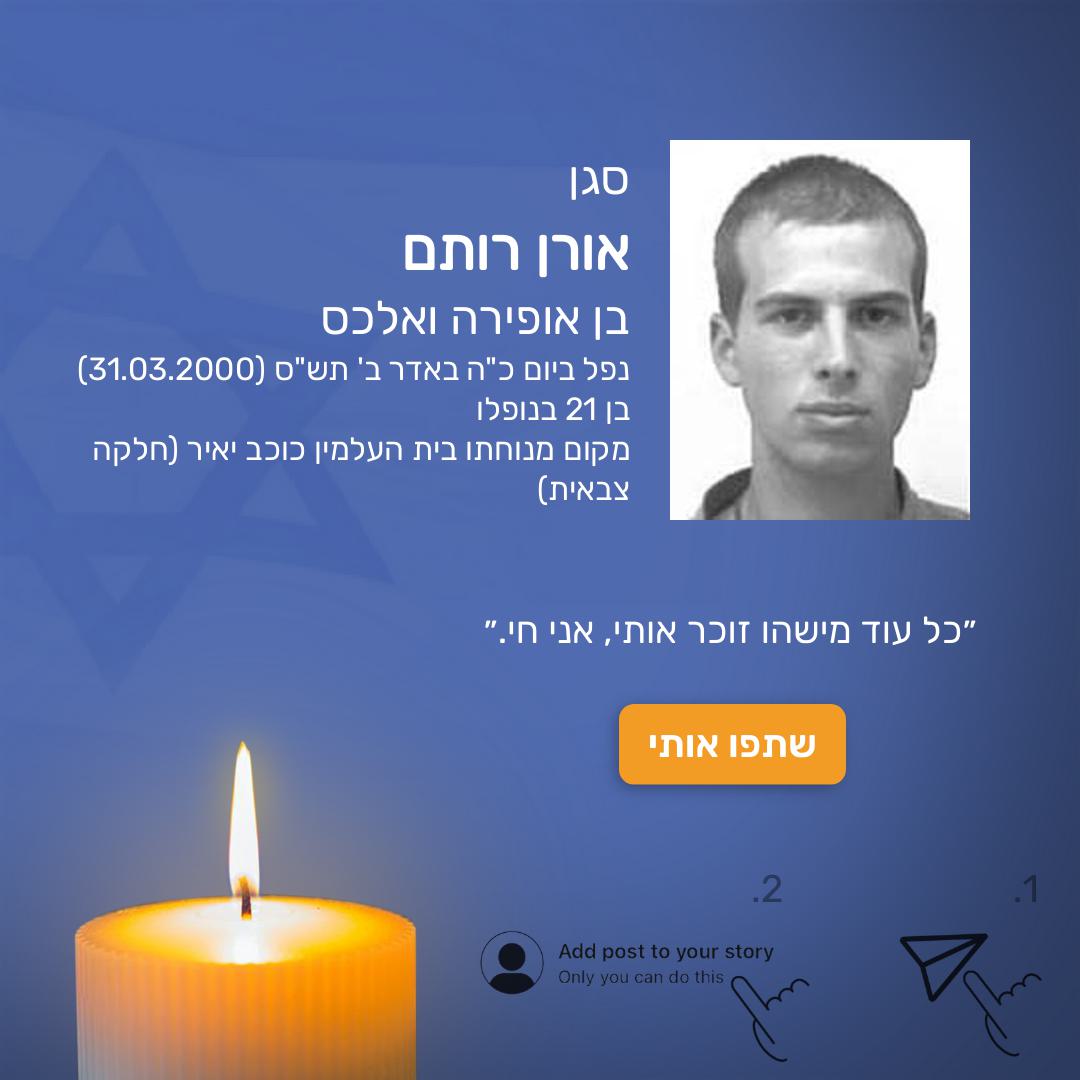 סגן
אורן רותם
בן אופירה ואלכס
נפל ביום כ"ה באדר ב' תש"ס (31.03.2000)
בן 21 בנופלו
מקום מנוחתו בית העלמין כוכב יאיר (חלקה
צבאית)
״כל עוד מישהו זוכר אותי, אני חי.״
שתפו אותי
.1
.2
Add post to your story
Only you can do this